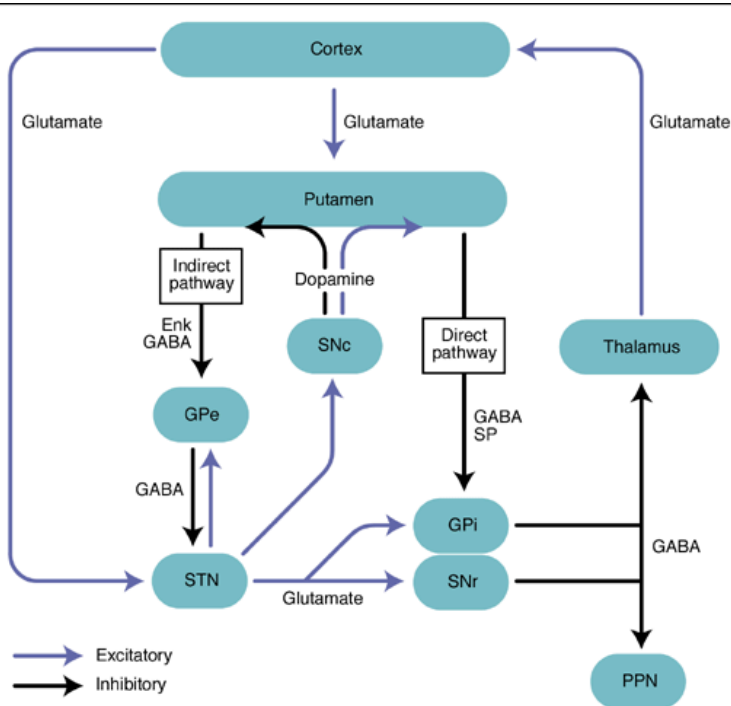 Cortex
Glutamate
Glutamate
Glutamate
Putamen
Indirect
pathway
Dopamine
Enk
GABA
SNc
Direct
pathway
Thalamus
GPe
GABA
SP
GABA
GPi
GABA
STN
Glutamate
SNr
Excitatory
Inhibitory
PPN